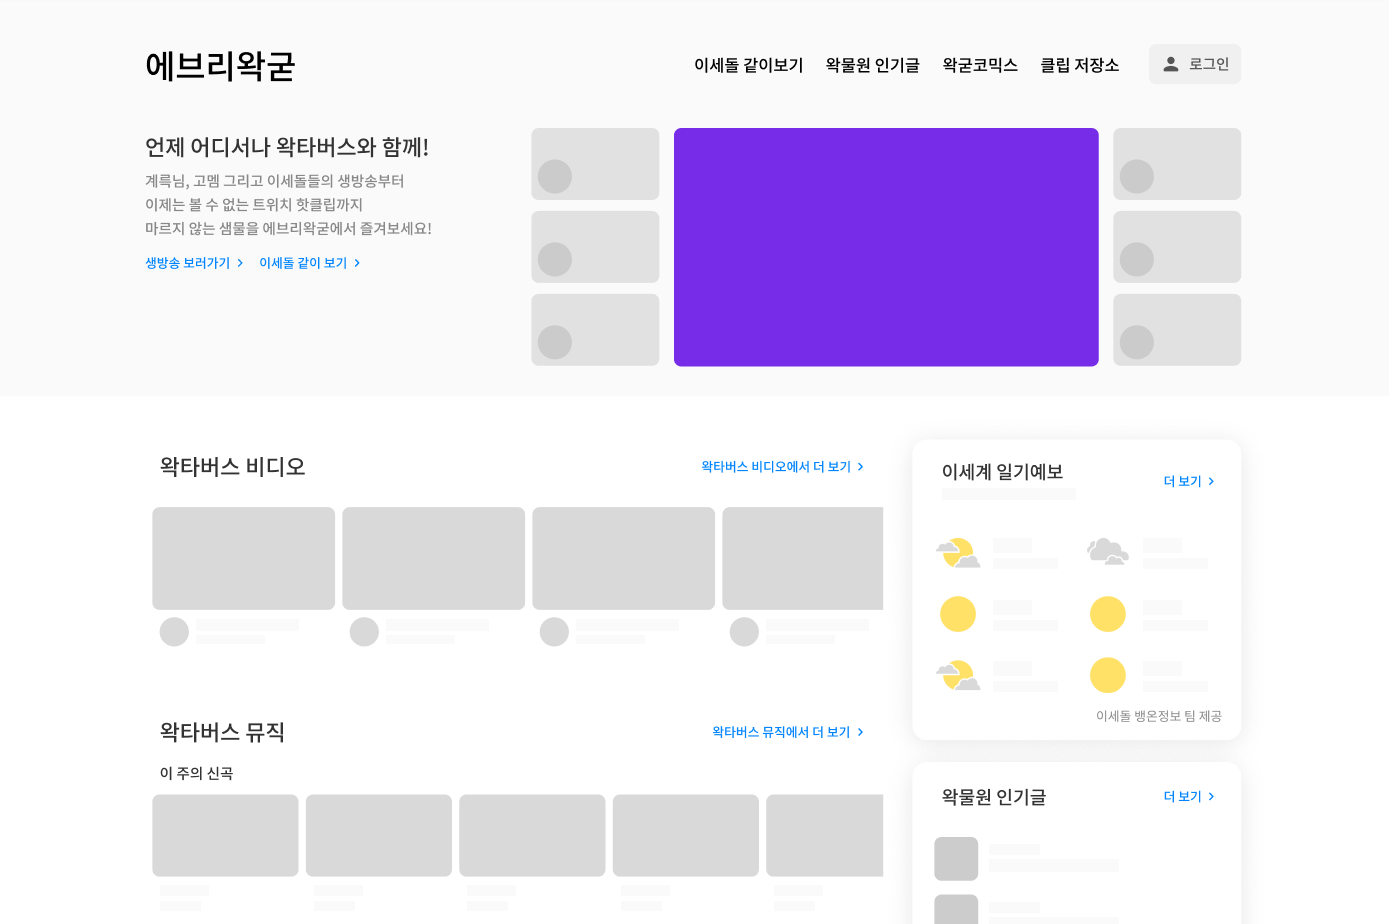 에브리왁굳
이세돌 같이보기
왁물원 인기글
왁굳코믹스
클립 저장소
로그인
언제 어디서나 왁타버스와 함께!
계륵님, 고멤 그리고 이세돌들의 생방송부터
이제는 볼 수 없는 트위치 핫클립까지
마르지 않는 샘물을 에브리왁굳에서 즐겨보세요!
생방송 보러가기
이세돌 같이 보기
왁타버스 비디오
왁타버스 비디오에서 더 보기
왁타버스 뮤직
왁타버스 뮤직에서 더 보기
이 주의 신곡
이세계 일기예보
더 보기
이세돌 뱅온정보 팀 제공
왁물원 인기글
더 보기